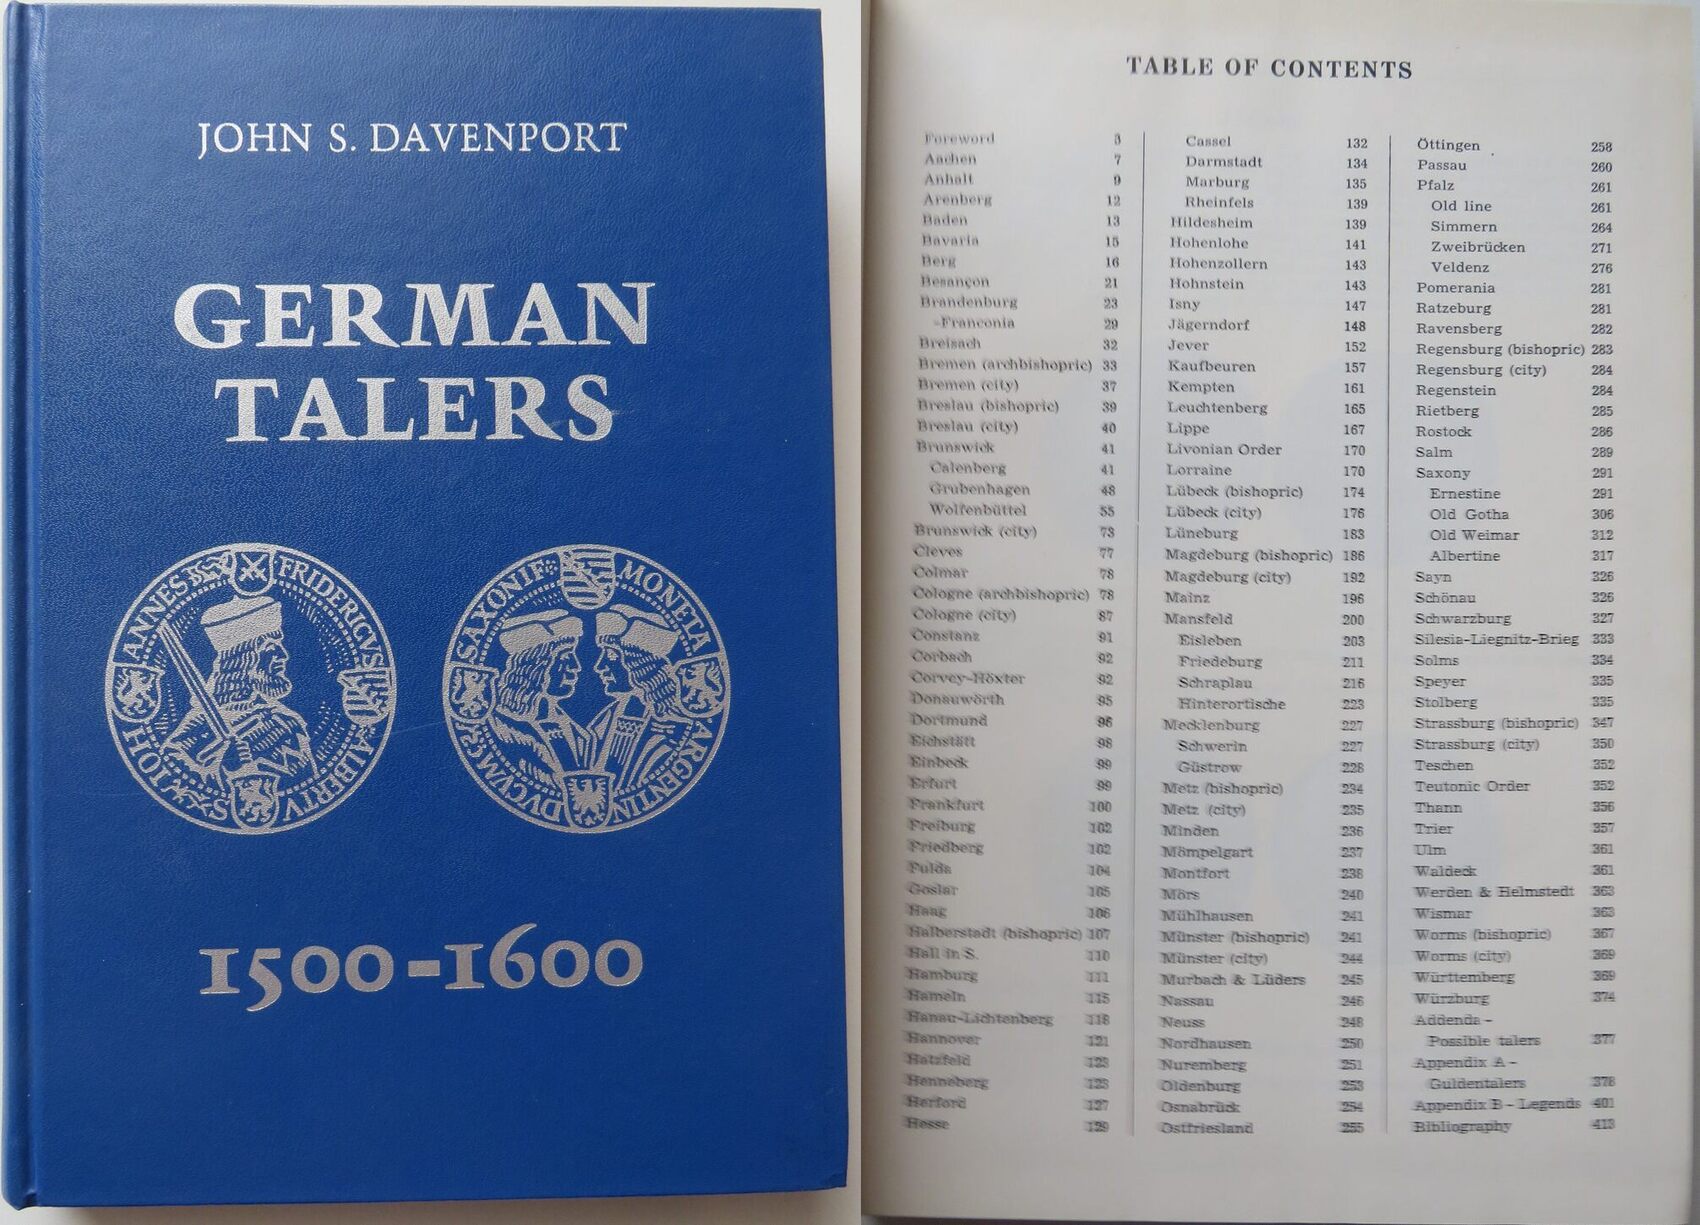 JOHN S. DAVENPORT
GERMAN
TALERS
IOHANNES
FRIDERICVS
ALBERTVS
MONETA
ARGENTIN
DVCVM
SAXONIE
1500-1600
TABLE OF CONTENTS
Foreword 3
Aachen 7
Anhalt 9
Arenberg 12
Baden 13
Bavaria 15
Berg 16
Besançon 21
Brandenburg 23
-Franconia 29
Breisach 32
Bremen (archbishopric) 33
Bremen (city) 37
Breslau (bishopric) 39
Breslau (city) 40
Brunswick 41
Calenberg 41
Grubenhagen 48
Wolfenbüttel 55
Brunswick (city) 73
Cleves 77
Colmar 78
Cologne (archbishopric) 78
Cologne (city) 87
Constanz 91
Corbach 92
Corvey-Höxter 92
Donauwörth 95
Dortmund 96
Eichstätt 98
Einbeck 99
Erfurt 99
Frankfurt 100
Freiburg 102
Friedberg 102
Fulda 104
Goslar 105
Haag 106
Halberstadt (bishopric) 107
Hall in S. 110
Hamburg 111
Hameln 115
Hanau-Lichtenberg 118
Hannover 121
Hatzfeld 123
Henneberg 123
Herford 127
Hesse 129
Cassel 132
Darmstadt 134
Marburg 135
Rheinfels 139
Hildesheim 139
Hohenlohe 141
Hohenzollern 143
Hohnstein 143
Isny 147
Jägerndorf 148
Jever 152
Kaufbeuren 157
Kempten 161
Leuchtenberg 165
Lippe 167
Livonian Order 170
Lorraine 170
Lübeck (bishopric) 174
Lübeck (city) 176
Lüneburg 183
Magdeburg (bishopric) 186
Magdeburg (city) 192
Mainz 196
Mansfeld 200
Eisleben 203
Friedeburg 211
Schraplau 216
Hinterortische 223
Mecklenburg 227
Schwerin 227
Güstrow 228
Metz (bishopric) 234
Metz (city) 235
Minden 236
Mömpelgart 237
Montfort 238
Mörs 240
Mühlhausen 241
Münster (bishopric) 241
Münster (city) 244
Murbach & Lüders 245
Nassau 246
Neuss 248
Nordhausen 250
Nuremberg 251
Oldenburg 253
Osnabrück 254
Ostfriesland 255
Öttingen 258
Passau 260
Pfalz 261
Old line 261
Simmern 264
Zweibrücken 271
Veldenz 276
Pomerania 281
Ratzeburg 281
Ravensberg 282
Regensburg (bishopric) 283
Regensburg (city) 284
Regenstein 284
Rietberg 285
Rostock 286
Salm 289
Saxony 291
Ernestine 291
Old Gotha 306
Old Weimar 312
Albertine 317
Sayn 326
Schönau 326
Schwarzburg 327
Silesia-Liegnitz-Brieg 333
Solms 334
Speyer 335
Stolberg 335
Strassburg (bishopric) 347
Strassburg (city) 350
Teschen 352
Teutonic Order 352
Thann 356
Trier 357
Ulm 361
Waldeck 361
Werden & Helmstedt 363
Wismar 363
Worms (bishopric) 367
Worms (city) 369
Württemberg 369
Würzburg 374
Addenda -
Possible talers 377
Appendix A -
Guldentalers 378
Appendix B - Legends 401
Bibliography 413